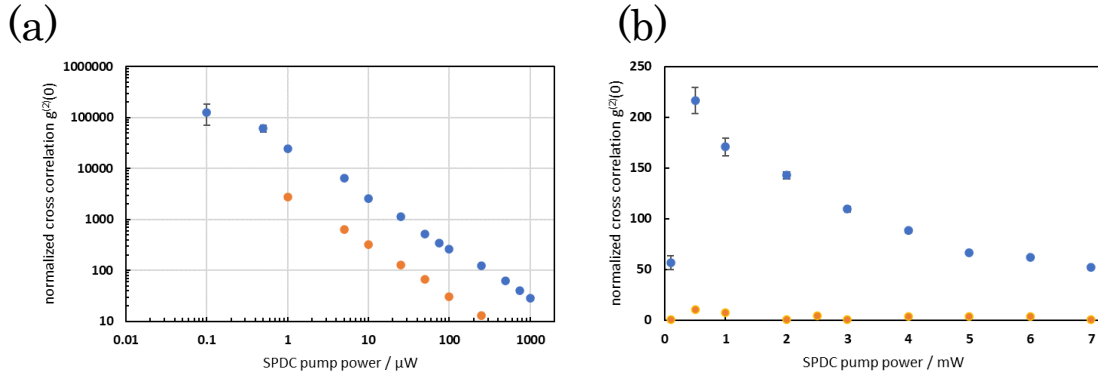 (a)
normalized cross correlation g⁽²⁾(0)
1000000
100000
10000
1000
100
10
0.01 0.1 1 10 100 1000
SPDC pump power / μW
(b)
normalized cross correlation g⁽²⁾(0)
250
200
150
100
50
0
0 1 2 3 4 5 6 7
SPDC pump power / mW